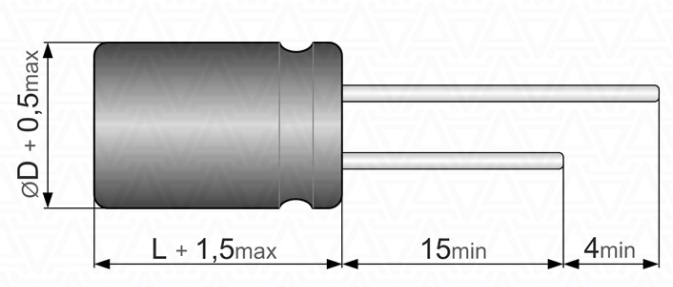 ØD + 0,5max
L + 1,5max
15min
4min